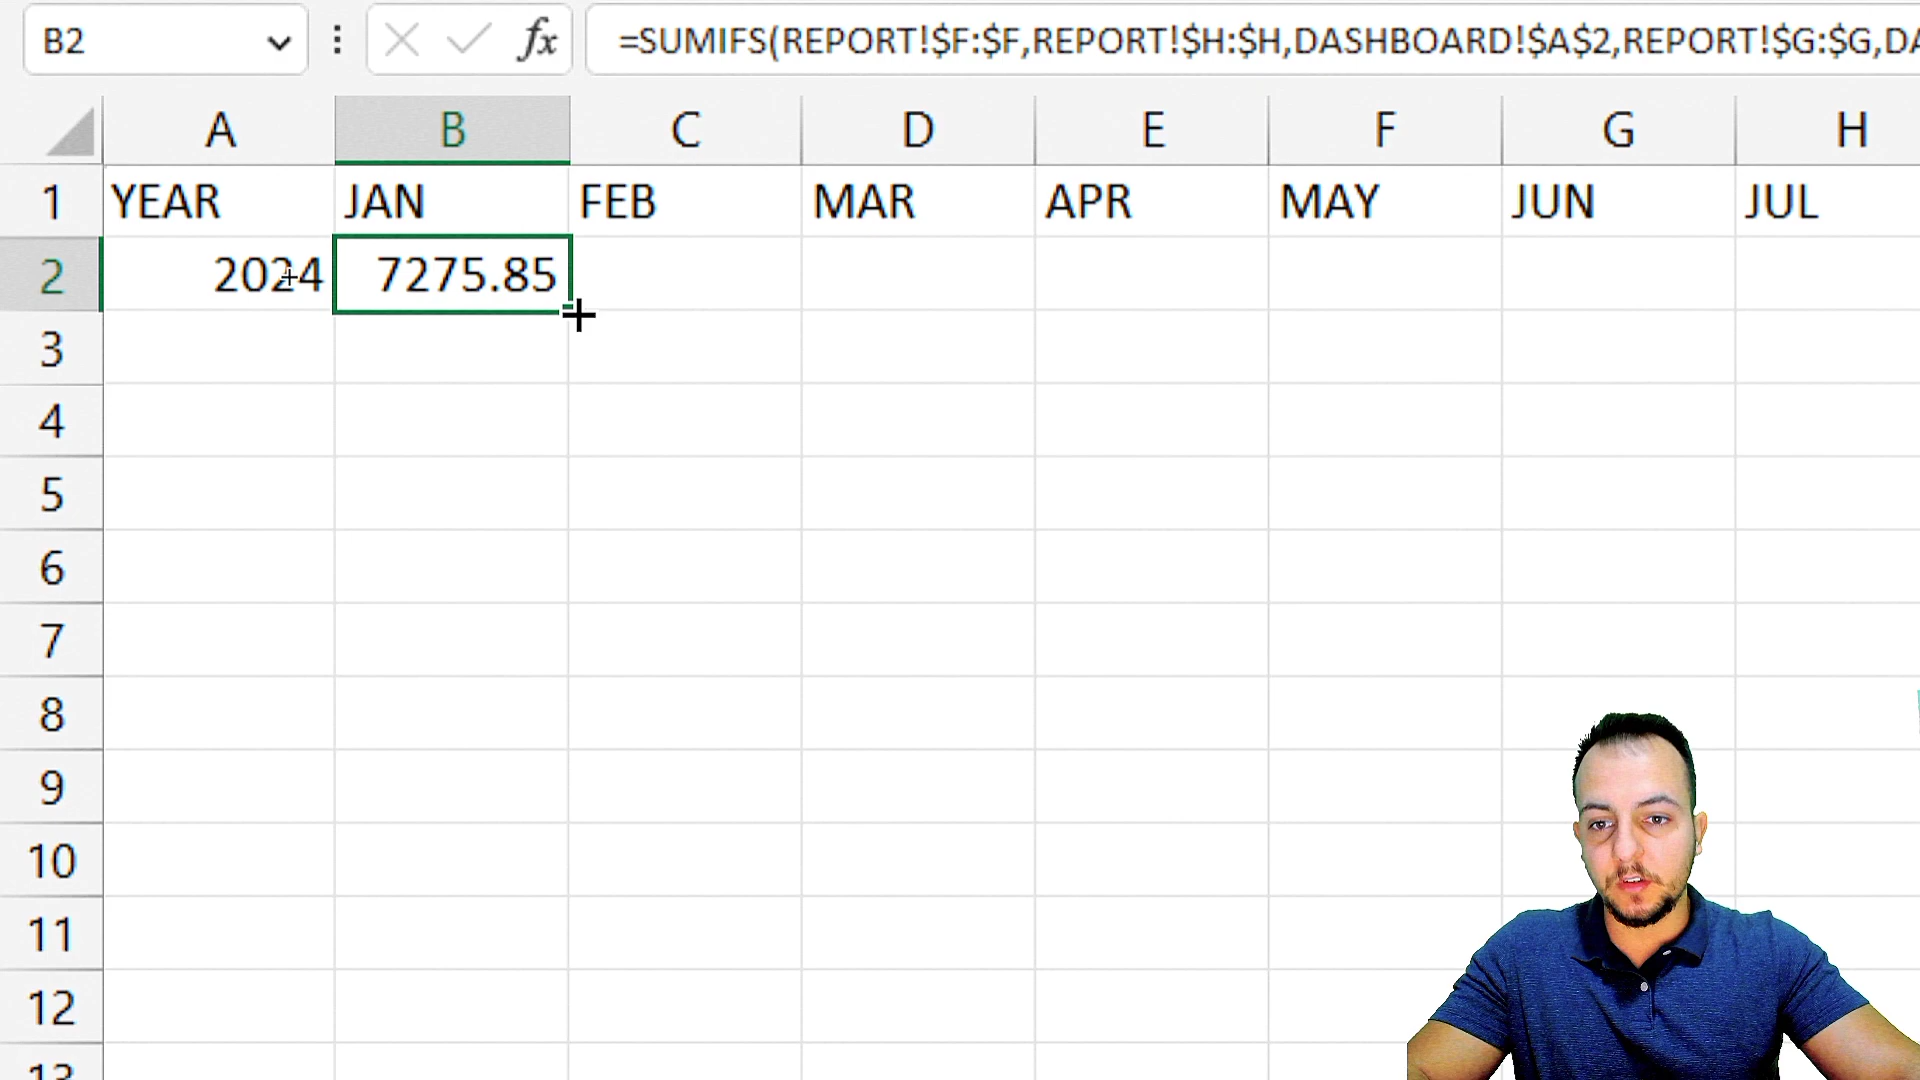 B2 fx =SUMIFS(REPORT!$F:$F,REPORT!$H:$H,DASHBOARD!$A$2,REPORT!$G:$G,DA
A B C D E F G H
1 YEAR JAN FEB MAR APR MAY JUN JUL
2 2024 7275.85
3
4
5
6
7
8
9
10
11
12
13